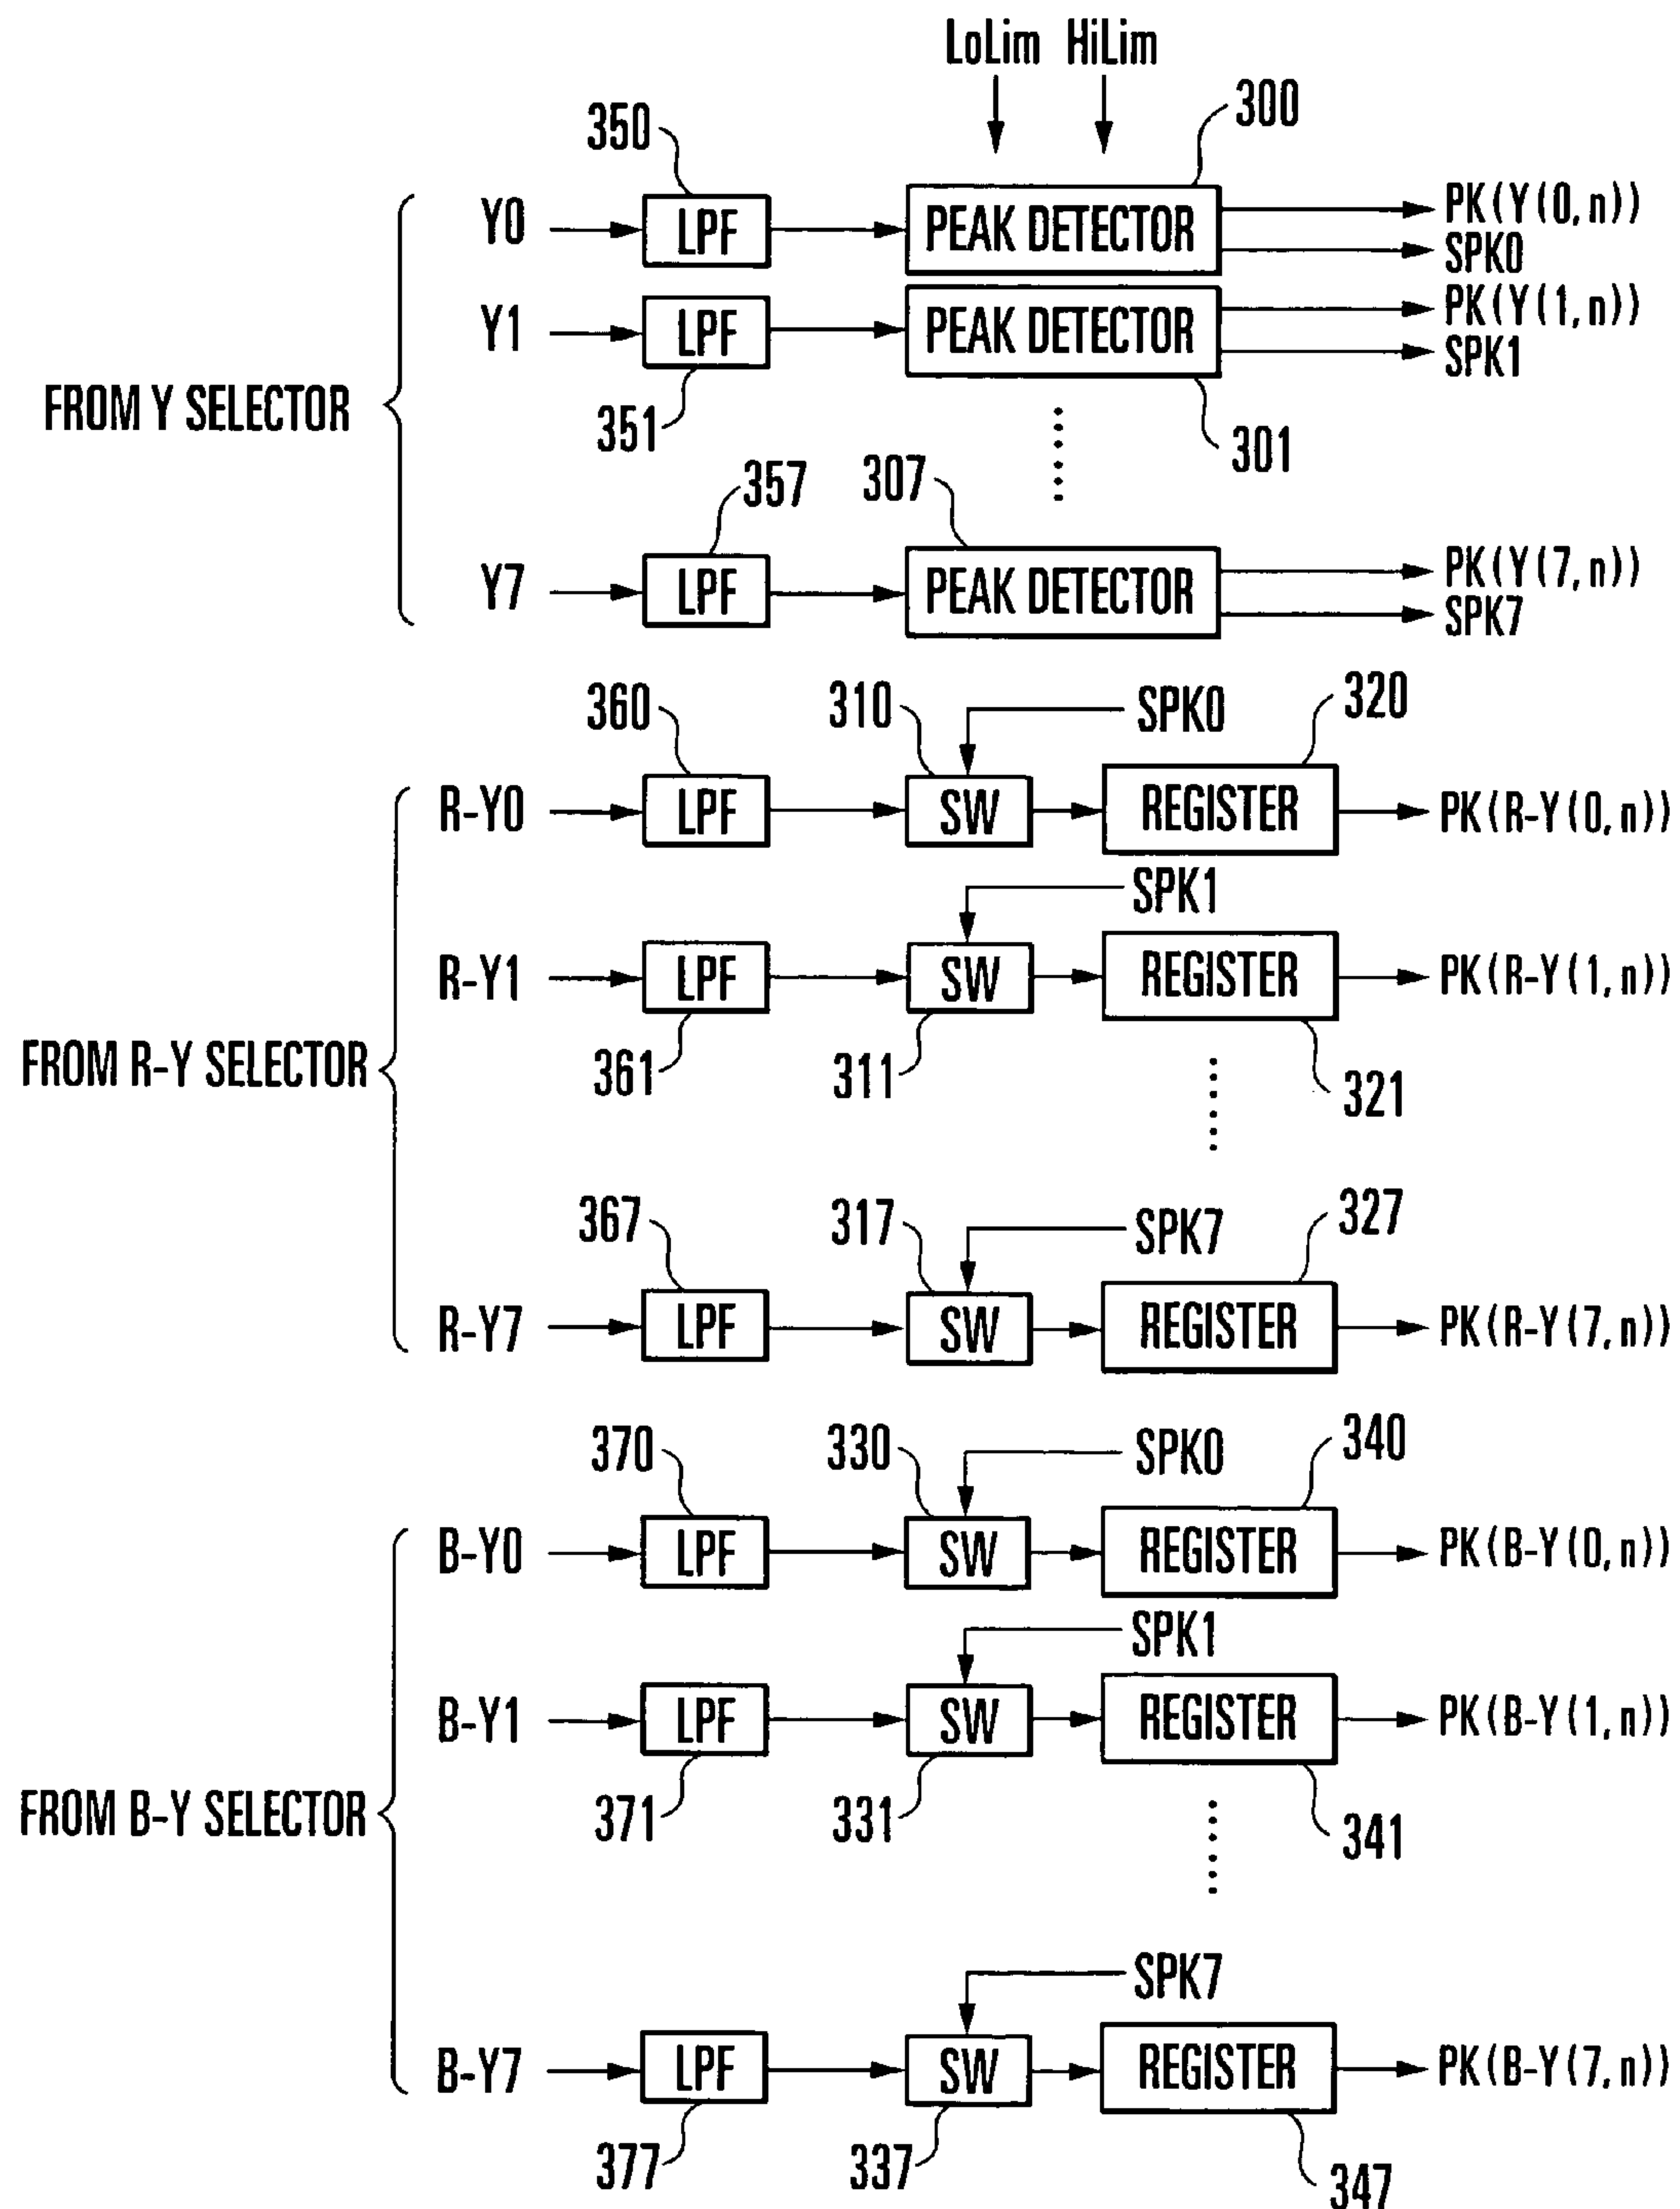 LoLim HiLim
350
300
Y0 LPF PEAK DETECTOR PK(Y(0,n))
SPK0
Y1 LPF PEAK DETECTOR PK(Y(1,n))
SPK1
FROM Y SELECTOR
351
301
357
307
Y7 LPF PEAK DETECTOR PK(Y(7,n))
SPK7
360 310 SPK0 320
R-Y0 LPF SW REGISTER PK(R-Y(0,n))
SPK1
R-Y1 LPF SW REGISTER PK(R-Y(1,n))
FROM R-Y SELECTOR
361 311 321
367 317 SPK7 327
R-Y7 LPF SW REGISTER PK(R-Y(7,n))
370 330 SPK0 340
B-Y0 LPF SW REGISTER PK(B-Y(0,n))
SPK1
B-Y1 LPF SW REGISTER PK(B-Y(1,n))
FROM B-Y SELECTOR
371 331 341
SPK7
B-Y7 LPF SW REGISTER PK(B-Y(7,n))
377 337 347